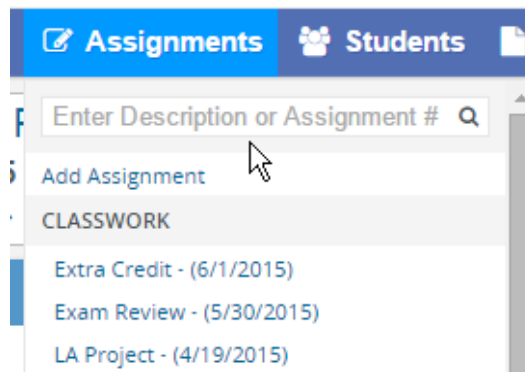 Assignments Students
Enter Description or Assignment #
Add Assignment
CLASSWORK
Extra Credit - (6/1/2015)
Exam Review - (5/30/2015)
LA Project - (4/19/2015)